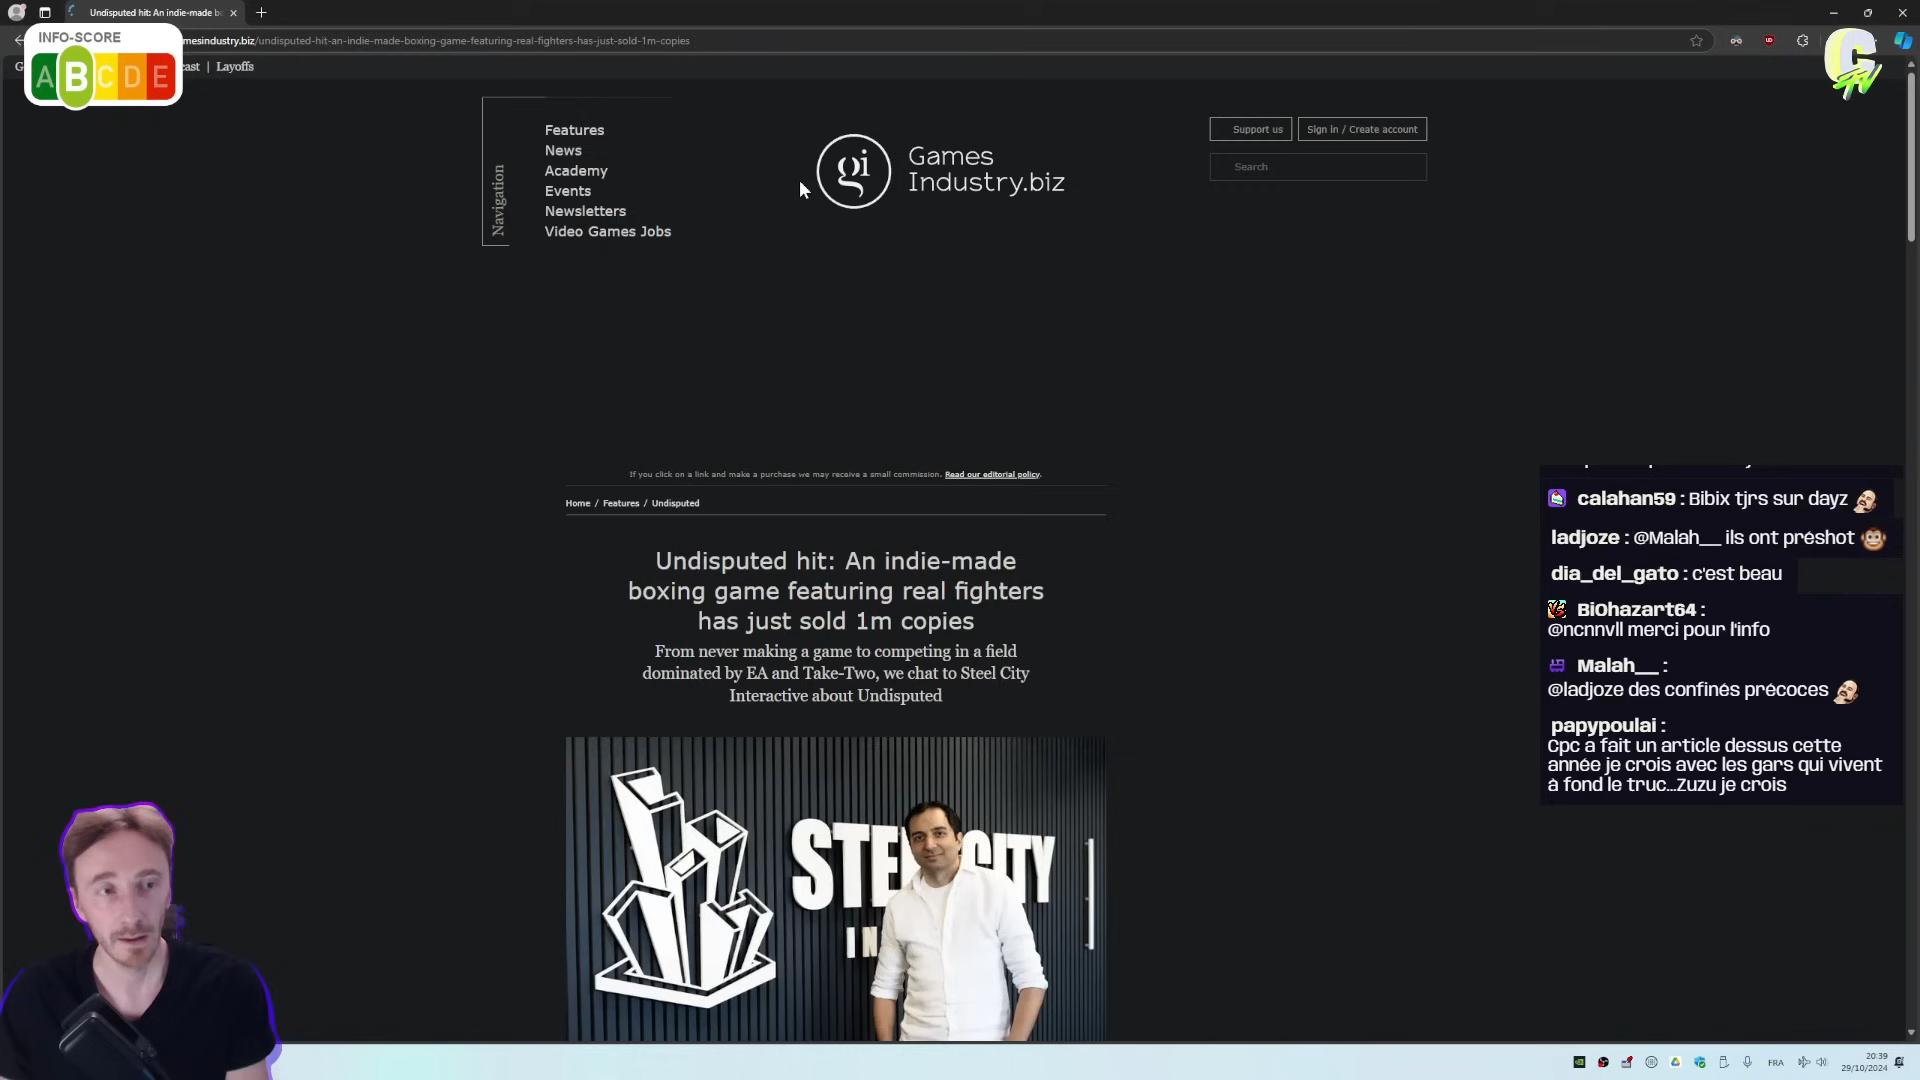 Undisputed hit: An indie-made b
INFO-SCORE
A B C D E
mesindustry.biz/undisputed-hit-an-indie-made-boxing-game-featuring-real-fighters-has-just-sold-1m-copies
G
ast | Layoffs
Navigation
Features
News
Academy
Events
Newsletters
Video Games Jobs
gi
Games
Industry.biz
Support us
Sign in / Create account
Search
If you click on a link and make a purchase we may receive a small commission. Read our editorial policy.
Home / Features / Undisputed
Undisputed hit: An indie-made
boxing game featuring real fighters
has just sold 1m copies
From never making a game to competing in a field
dominated by EA and Take-Two, we chat to Steel City
Interactive about Undisputed
STE CITY
IN
calahan59 : Bibix tjrs sur dayz
ladjoze : @Malah__ ils ont préshot
dia_del_gato : c'est beau
BiOhazart64 :
@ncnnvll merci pour l'info
Malah__ :
@ladjoze des confinés précoces
papypoulai :
Cpc a fait un article dessus cette
année je crois avec les gars qui vivent
à fond le truc...Zuzu je crois
FRA
20:39
29/10/2024